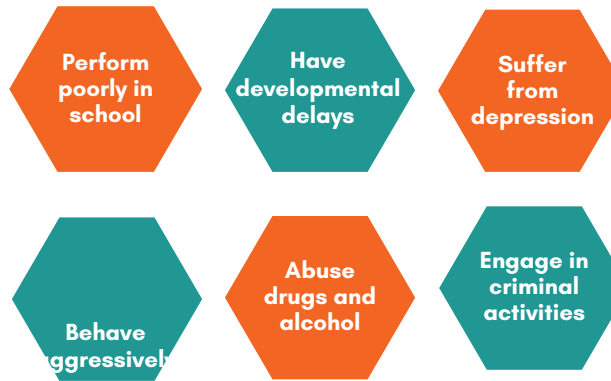 Perform
poorly in
school
Have
developmental
delays
Suffer
from
depression
Behave
aggressively
Abuse
drugs and
alcohol
Engage in
criminal
activities